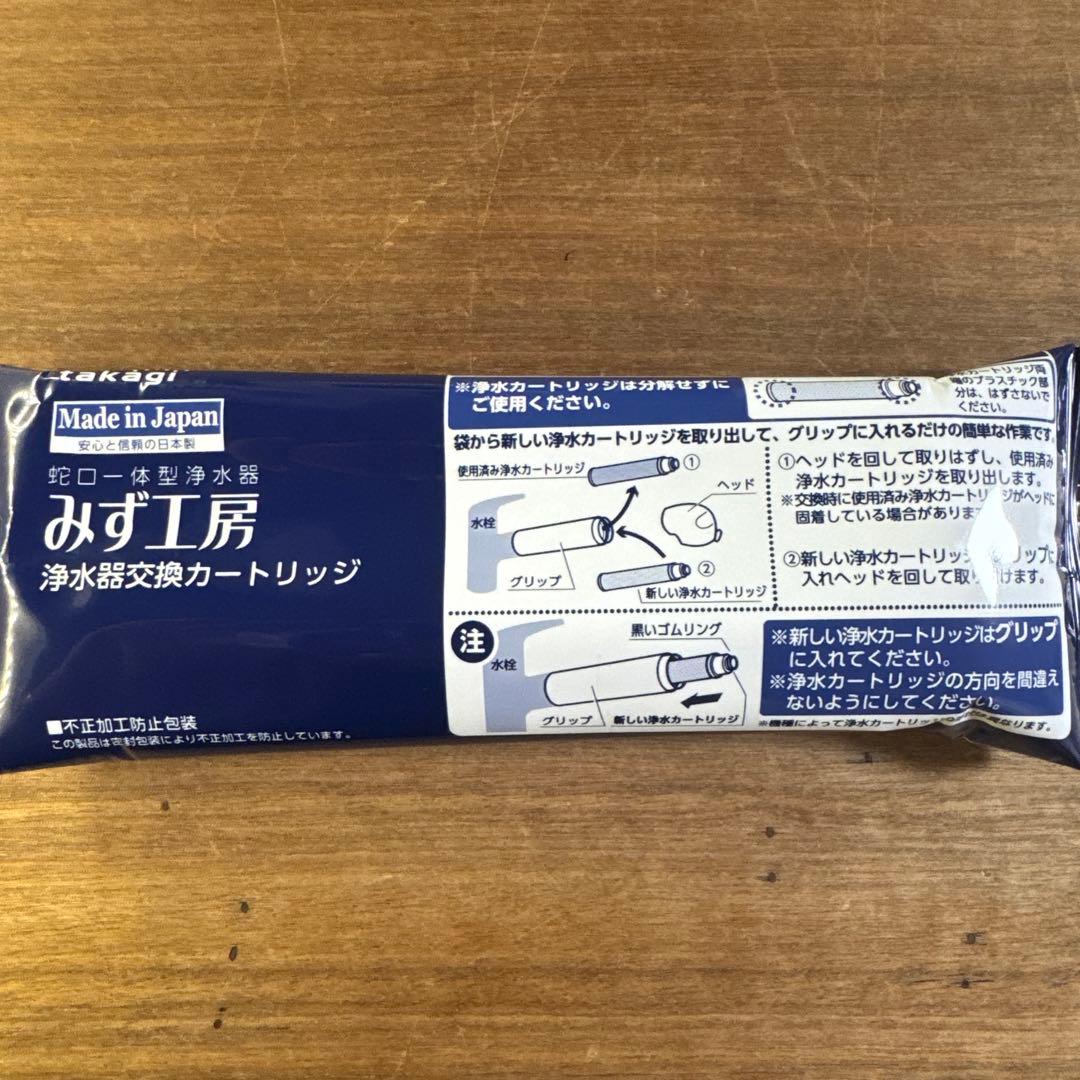 takagi
Made in Japan
安心と信頼の日本製
蛇口一体型浄水器
みず工房
浄水器交換カートリッジ
■不正加工防止包装
この製品は密封包装により不正加工を防止しています。
※浄水カートリッジは分解せずに
ご使用ください。
カートリッジ両
端のプラスチック部
分は、はずさないで
ください。
袋から新しい浄水カートリッジを取り出して、グリップに入れるだけの簡単な作業です。
使用済み浄水カートリッジ
①
ヘッド
水栓
グリップ
②
新しい浄水カートリッジ
①ヘッドを回して取りはずし、使用済み
浄水カートリッジを取り出します。
※交換時に使用済み浄水カートリッジがヘッドに
固着している場合があります
②新しい浄水カートリッジ グリップに
入れヘッドを回して取り けます。
注
黒いゴムリング
水栓
グリップ
新しい浄水カートリッジ
※新しい浄水カートリッジはグリップ
に入れてください。
※浄水カートリッジの方向を間違え
ないようにしてください。
※機種によって浄水カートリッジ 異なります。